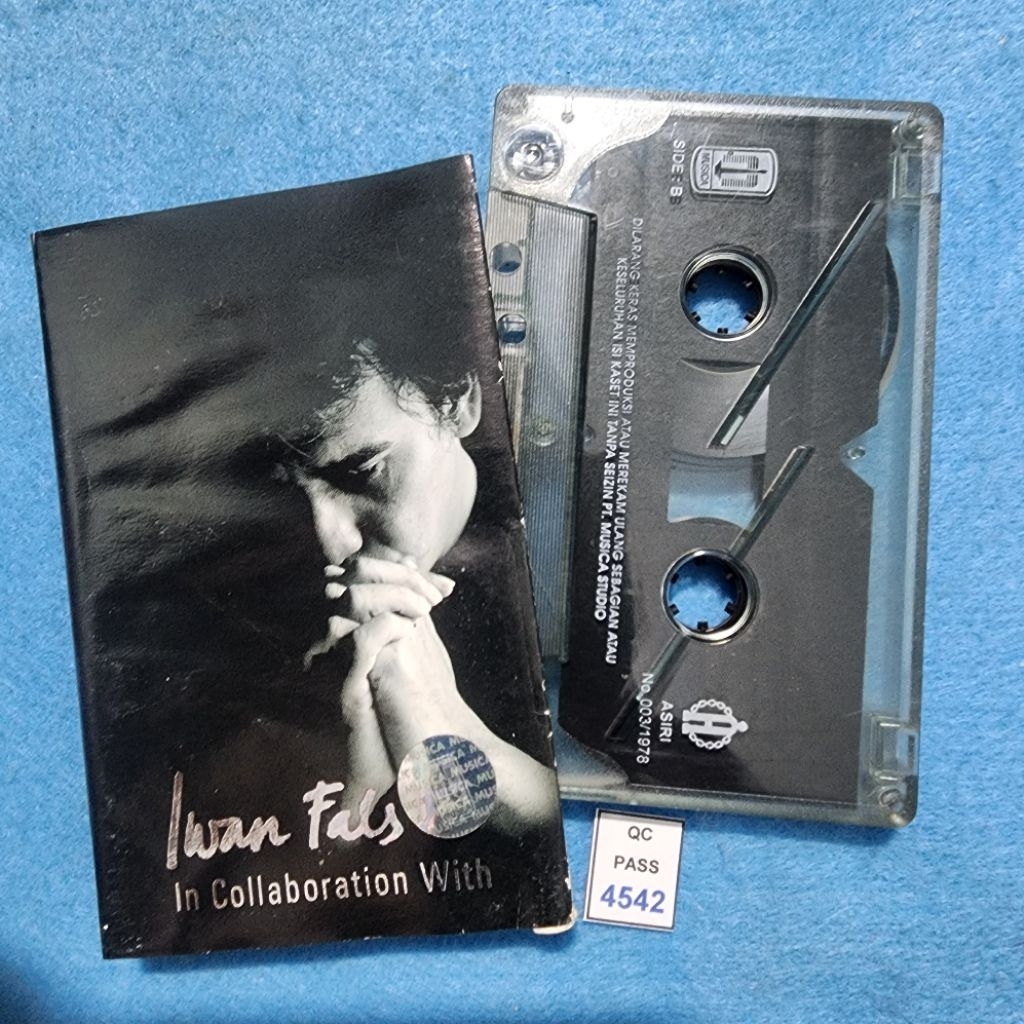 Iwan Fals
In Collaboration With
MUSICA
SIDE : B
DILARANG KERAS MEMPRODUKSI ATAU MEREKAM ULANG SEBAGIAN ATAU
KESELURUHAN ISI KASET INI TANPA SEIZIN PT. MUSICA STUDIO
ASIRI
No. 003/1978
QC
PASS
4542